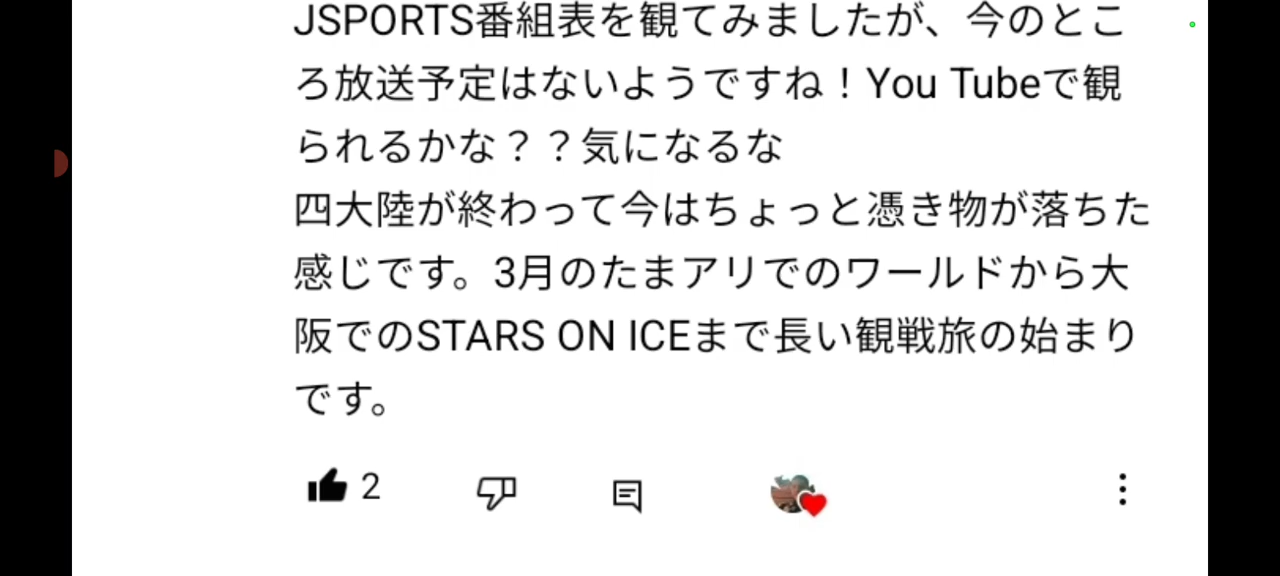 JSPORTS番組表を観てみましたが、今のとこ
ろ放送予定はないようですね！You Tubeで観
られるかな？？気になるな
四大陸が終わって今はちょっと憑き物が落ちた
感じです。3月のたまアリでのワールドから大
阪でのSTARS ON ICEまで長い観戦旅の始まり
です。
2